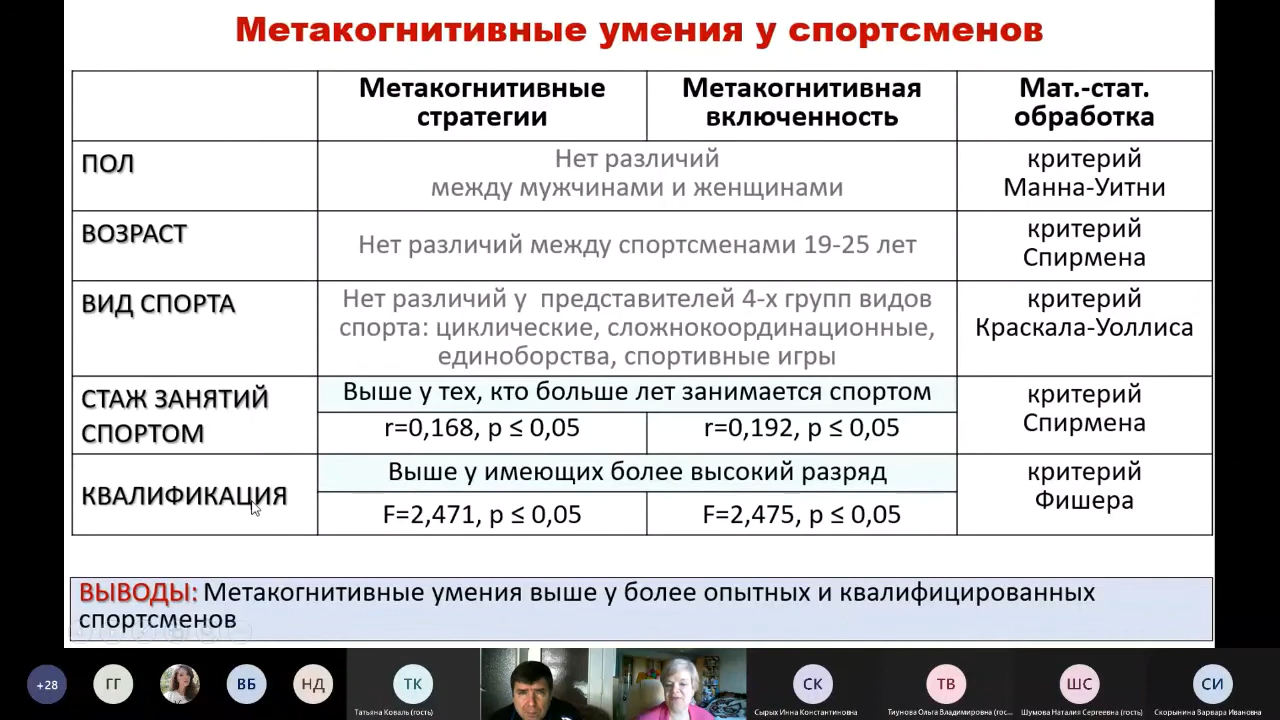 Метакогнитивные умения у спортсменов
Метакогнитивные
стратегии
Метакогнитивная
включенность
Мат.-стат.
обработка
ПОЛ
Нет различий
между мужчинами и женщинами
критерий
Манна-Уитни
ВОЗРАСТ
Нет различий между спортсменами 19-25 лет
критерий
Спирмена
ВИД СПОРТА
Нет различий у представителей 4-х групп видов
спорта: циклические, сложнокоординационные,
единоборства, спортивные игры
критерий
Краскала-Уоллиса
СТАЖ ЗАНЯТИЙ
СПОРТОМ
Выше у тех, кто больше лет занимается спортом
r=0,168, p ≤ 0,05
r=0,192, p ≤ 0,05
критерий
Спирмена
КВАЛИФИКАЦИЯ
Выше у имеющих более высокий разряд
F=2,471, p ≤ 0,05
F=2,475, p ≤ 0,05
критерий
Фишера
ВЫВОДЫ: Метакогнитивные умения выше у более опытных и квалифицированных
спортсменов
+28
ГГ
ВБ
НД
ТК
СК
ТВ
ШС
СИ
Татьяна Коваль (гость)
Сырых Инна Константиновна
Тиунова Ольга Владимировна (гос...
Шумова Наталия Сергеевна (гость)
Скорынина Варвара Ивановна